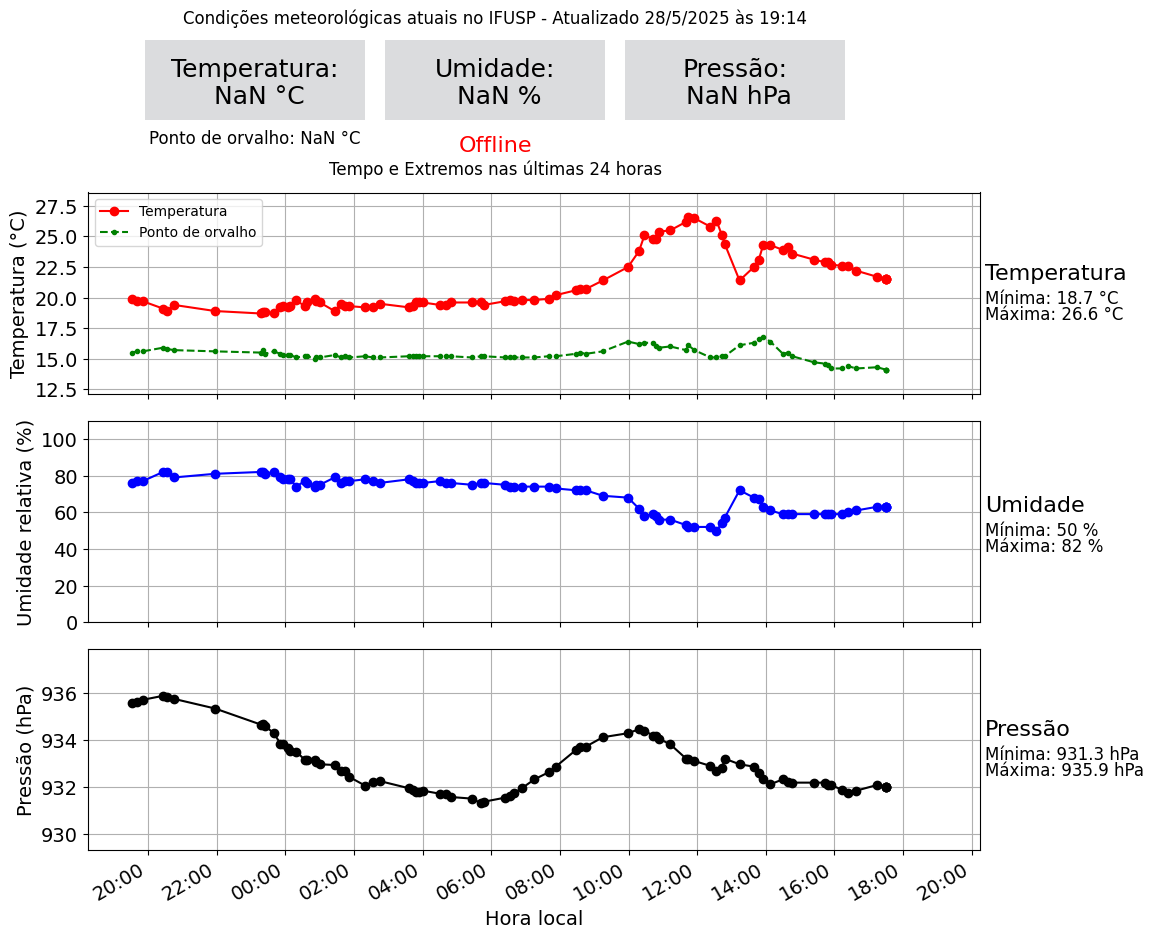 Condições meteorológicas atuais no IFUSP - Atualizado 28/5/2025 às 19:14
Temperatura:
NaN °C
Umidade:
NaN %
Pressão:
NaN hPa
Ponto de orvalho: NaN °C
Offline
Tempo e Extremos nas últimas 24 horas
Temperatura (°C)
27.5
25.0
22.5
20.0
17.5
15.0
12.5
Temperatura
Ponto de orvalho
Temperatura
Mínima: 18.7 °C
Máxima: 26.6 °C
Umidade relativa (%)
100
80
60
40
20
0
Umidade
Mínima: 50 %
Máxima: 82 %
Pressão (hPa)
936
934
932
930
Pressão
Mínima: 931.3 hPa
Máxima: 935.9 hPa
20:00
22:00
00:00
02:00
04:00
06:00
08:00
10:00
12:00
14:00
16:00
18:00
20:00
Hora local